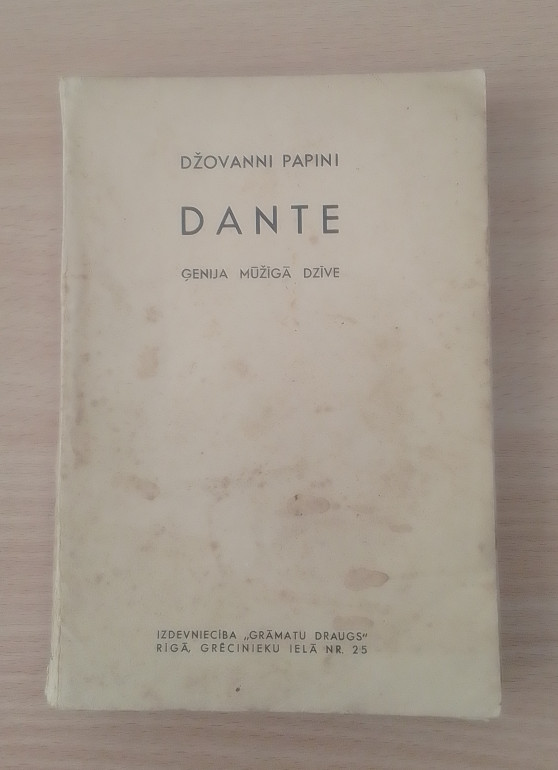 DŽOVANNI PAPINI
DANTE
ĢENIJA MŪŽĪGĀ DZĪVE
IZDEVNIECĪBA „GRĀMATU DRAUGS“
RĪGĀ, GRĒCINIEKU IELĀ NR. 25